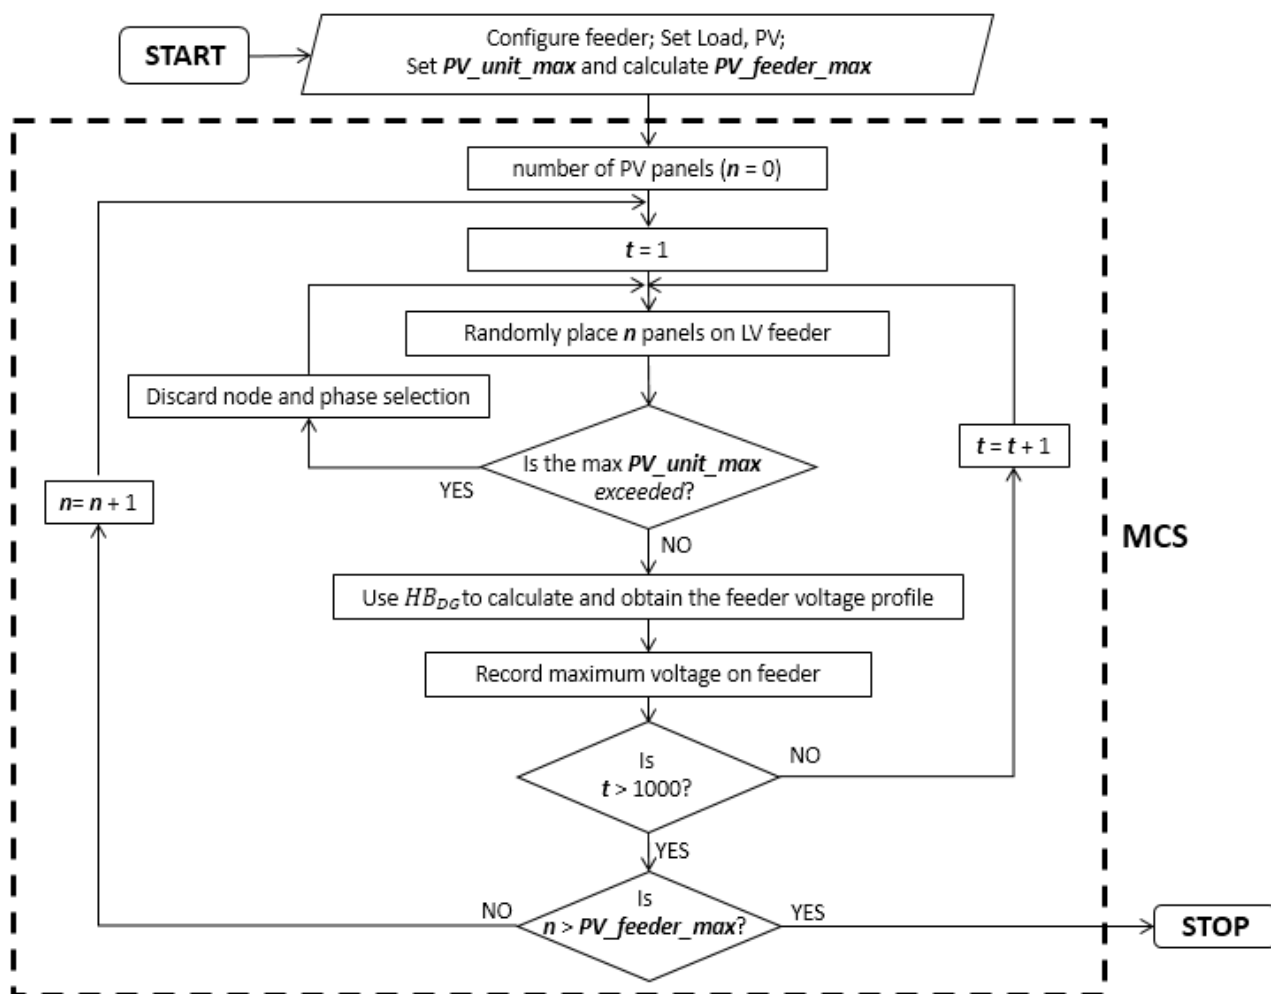 START
Configure feeder; Set Load, PV;
Set PV_unit_max and calculate PV_feeder_max
number of PV panels (n = 0)
t = 1
Randomly place n panels on LV feeder
Discard node and phase selection
Is the max PV_unit_max
exceeded?
YES
NO
t = t + 1
n= n + 1
MCS
Use HB_DG to calculate and obtain the feeder voltage profile
Record maximum voltage on feeder
Is
t > 1000?
NO
YES
Is
n > PV_feeder_max?
NO
YES
STOP